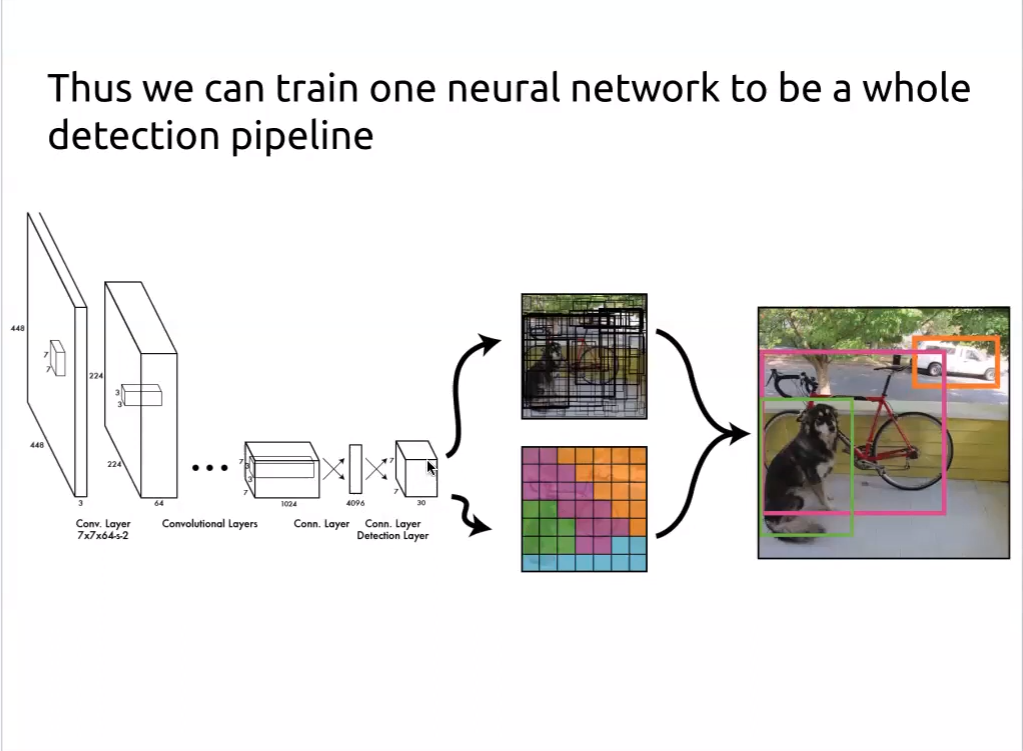 Thus we can train one neural network to be a whole
detection pipeline
448
7
7
448
3
224
3
3
224
64
7
3
3
7
1024
4096
7
7
30
Conv. Layer
7x7x64-s-2
Convolutional Layers
Conn. Layer
Conn. Layer
Detection Layer